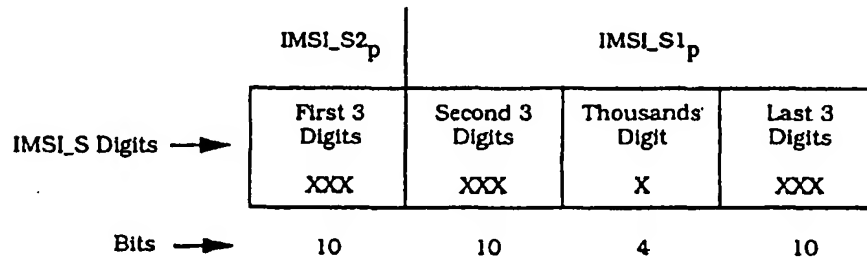 IMSI_S2p IMSI_S1p
IMSI_S Digits
First 3 Digits
XXX
Second 3 Digits
XXX
Thousands Digit
X
Last 3 Digits
XXX
Bits 10 10 4 10